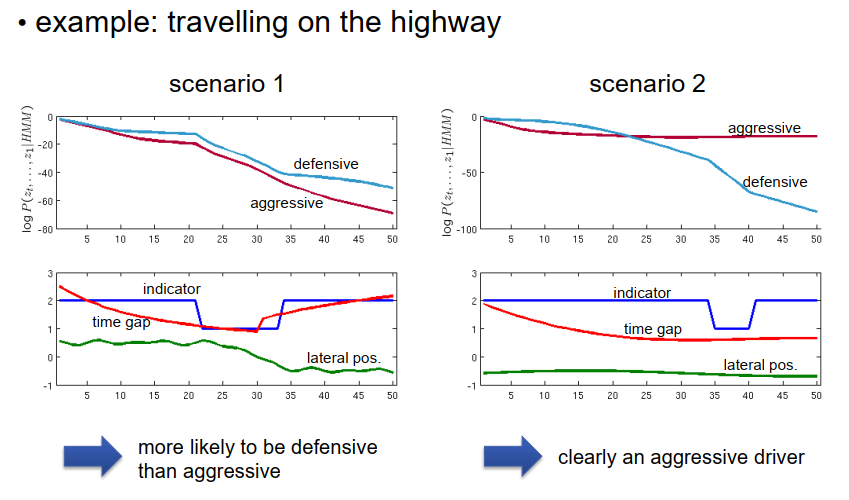 • example: travelling on the highway
scenario 1
scenario 2
log P(z_t, ..., z_1|HMM)
0
-20
-40
-60
-80
defensive
aggressive
5 10 15 20 25 30 35 40 45 50
log P(z_t, ..., z_1|HMM)
0
-50
-100
aggressive
defensive
5 10 15 20 25 30 35 40 45 50
3
2
1
0
-1
indicator
time gap
lateral pos.
5 10 15 20 25 30 35 40 45 50
3
2
1
0
-1
indicator
time gap
lateral pos.
5 10 15 20 25 30 35 40 45 50
more likely to be defensive
than aggressive
clearly an aggressive driver